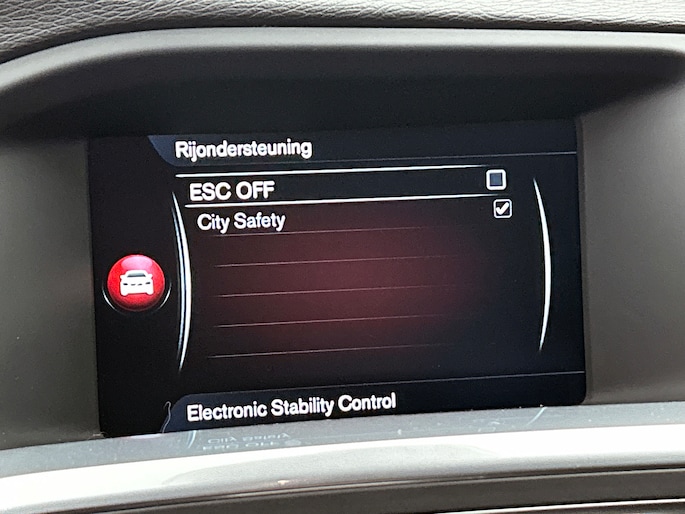 Rijondersteuning
ESC OFF
City Safety
Electronic Stability Control